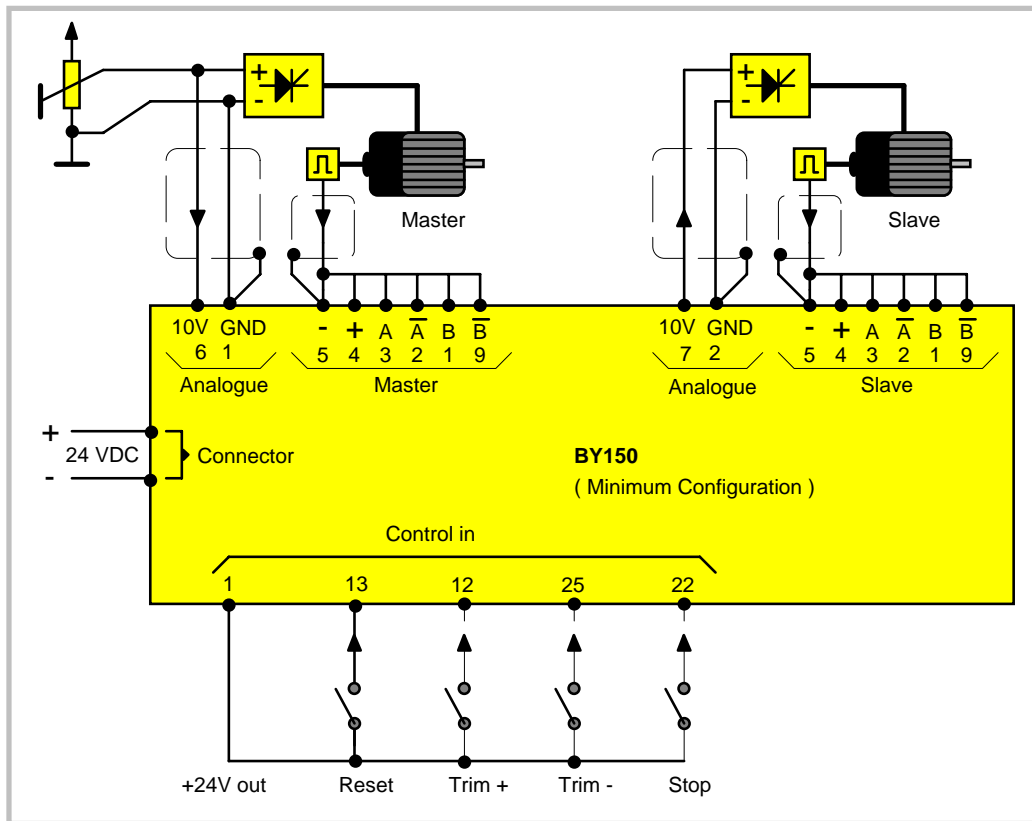 + +
- -
Master Slave
10V GND - + A A̅ B B̅ 10V GND - + A A̅ B B̅
6 1 5 4 3 2 1 9 7 2 5 4 3 2 1 9
Analogue Master Analogue Slave
+
24 VDC Connector BY150
- ( Minimum Configuration )
Control in
1 13 12 25 22
+24V out Reset Trim + Trim - Stop